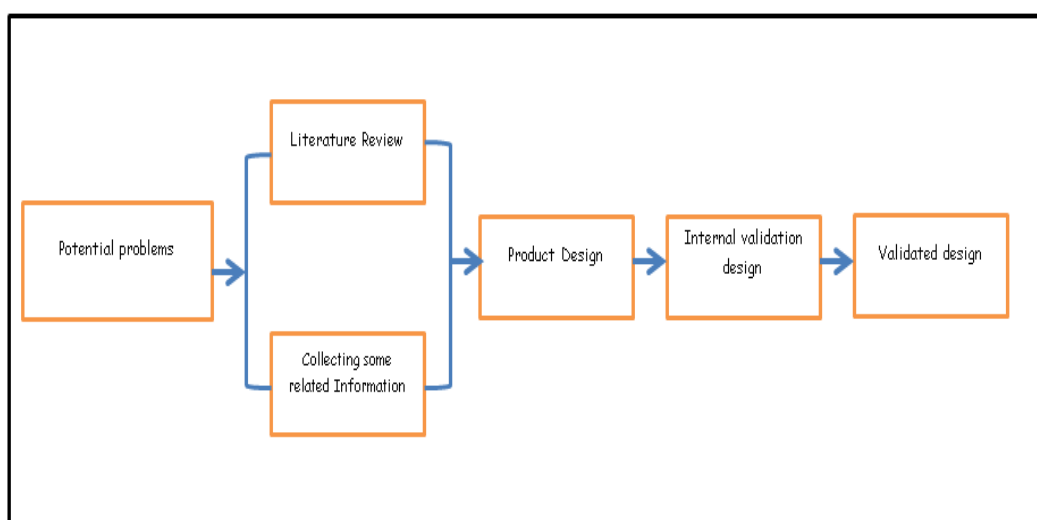 Literature Review
Potential problems
Product Design
Internal validation
design
Validated design
Collecting some
related Information